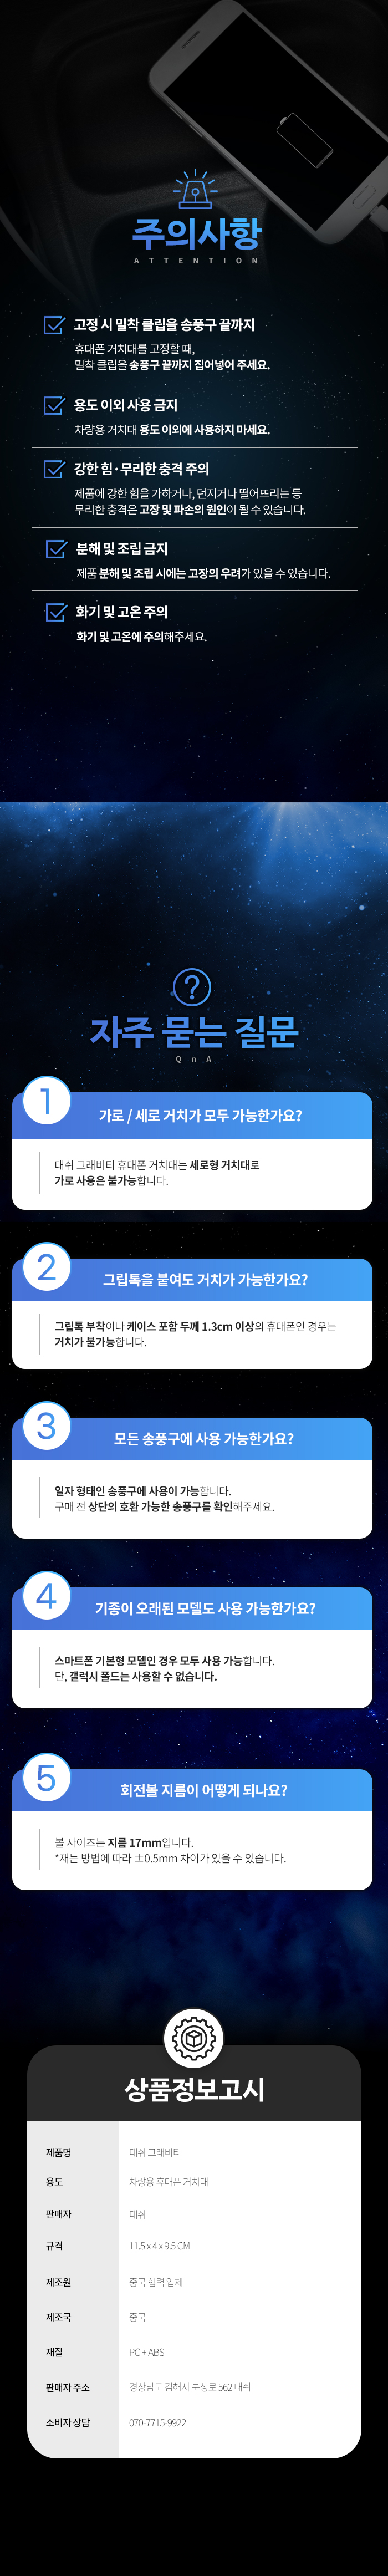 주의사항
ATTENTION
고정 시 밀착 클립을 송풍구 끝까지
휴대폰 거치대를 고정할 때,
밀착 클립을 송풍구 끝까지 집어넣어 주세요.
용도 이외 사용 금지
차량용 거치대 용도 이외에 사용하지 마세요.
강한 힘·무리한 충격 주의
제품에 강한 힘을 가하거나, 던지거나 떨어뜨리는 등
무리한 충격은 고장 및 파손의 원인이 될 수 있습니다.
분해 및 조립 금지
제품 분해 및 조립 시에는 고장의 우려가 있을 수 있습니다.
화기 및 고온 주의
화기 및 고온에 주의해주세요.
자주 묻는 질문
QnA
1
가로 / 세로 거치가 모두 가능한가요?
대쉬 그래비티 휴대폰 거치대는 세로형 거치대로
가로 사용은 불가능합니다.
2
그립톡을 붙여도 거치가 가능한가요?
그립톡 부착이나 케이스 포함 두께 1.3cm 이상의 휴대폰인 경우는
거치가 불가능합니다.
3
모든 송풍구에 사용 가능한가요?
일자 형태인 송풍구에 사용이 가능합니다.
구매 전 상단의 호환 가능한 송풍구를 확인해주세요.
4
기종이 오래된 모델도 사용 가능한가요?
스마트폰 기본형 모델인 경우 모두 사용 가능합니다.
단, 갤럭시 폴드는 사용할 수 없습니다.
5
회전볼 지름이 어떻게 되나요?
볼 사이즈는 지름 17mm입니다.
*재는 방법에 따라 ±0.5mm 차이가 있을 수 있습니다.
상품정보고시
제품명 대쉬 그래비티
용도 차량용 휴대폰 거치대
판매자 대쉬
규격 11.5 x 4 x 9.5 CM
제조원 중국 협력 업체
제조국 중국
재질 PC + ABS
판매자 주소 경상남도 김해시 분성로 562 대쉬
소비자 상담 070-7715-9922